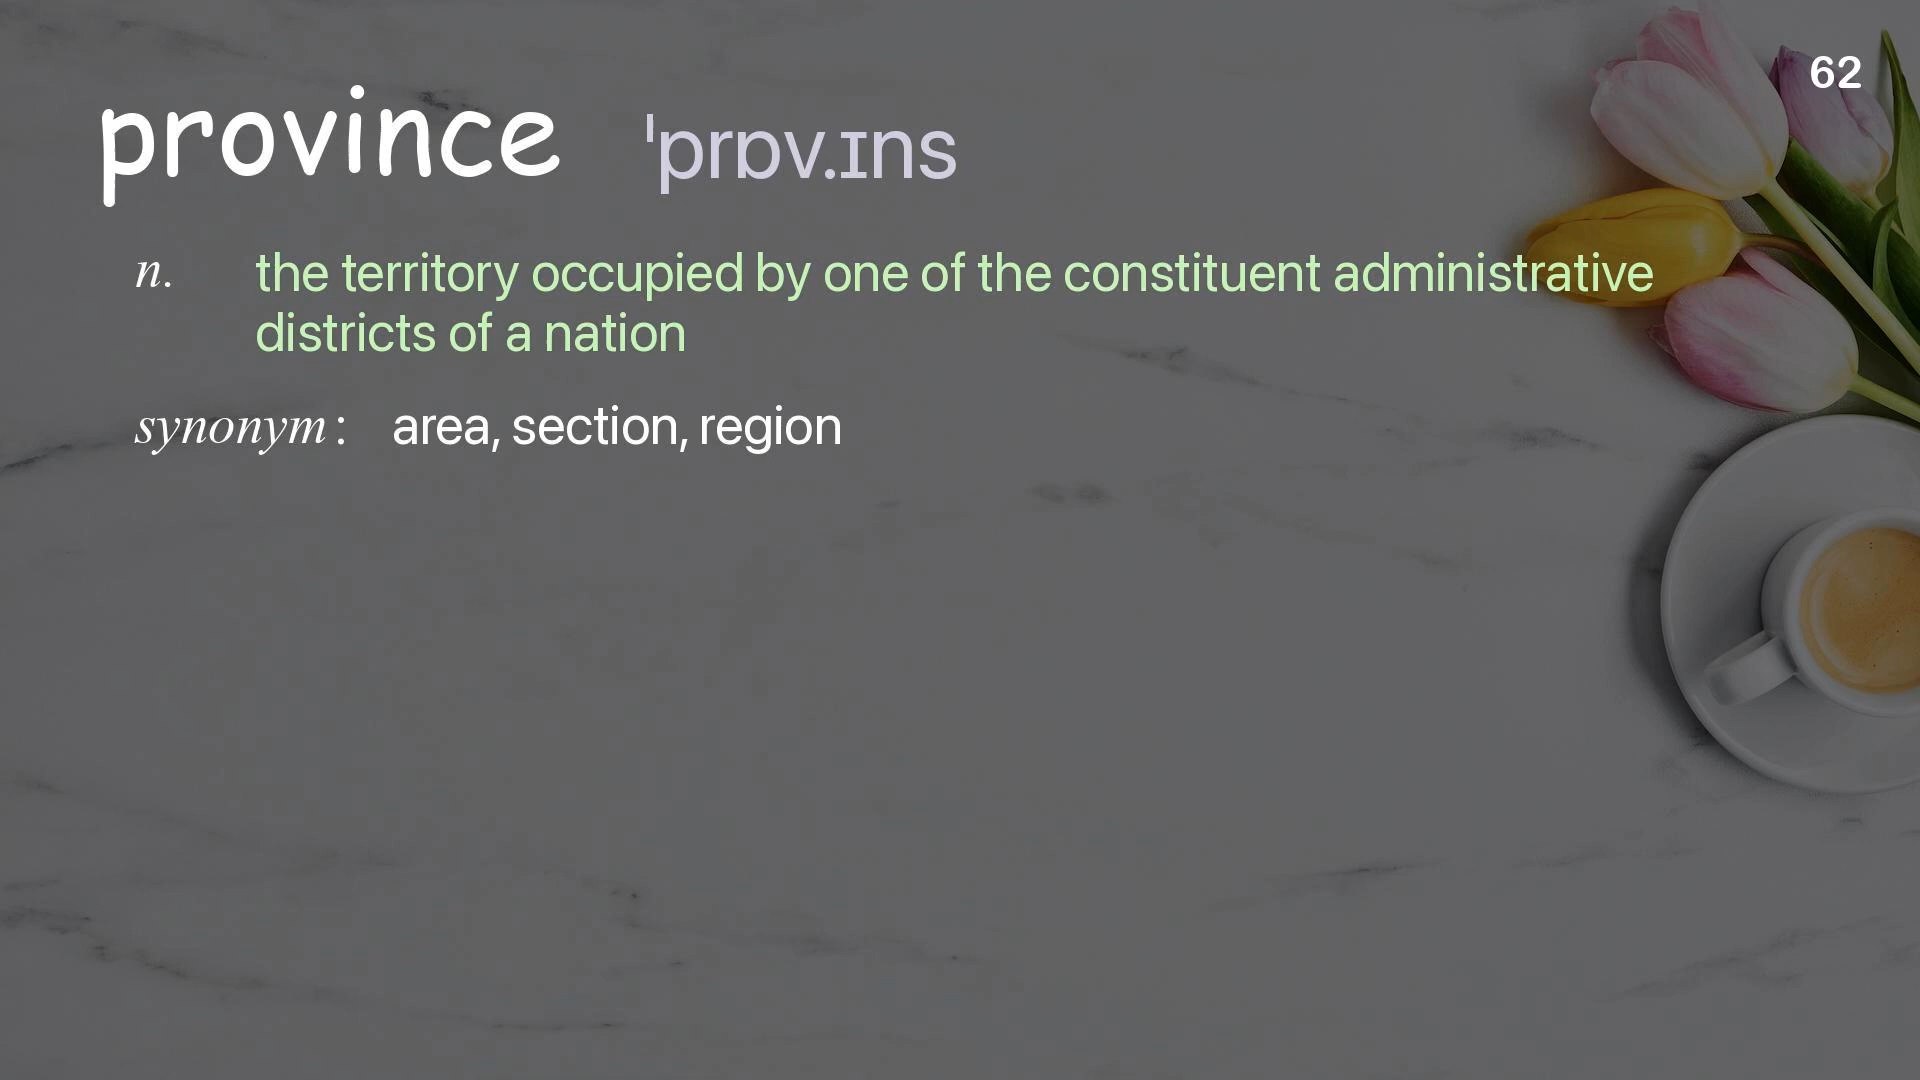 62
province ˈprɒv.ɪns
n. the territory occupied by one of the constituent administrative
districts of a nation
synonym : area, section, region